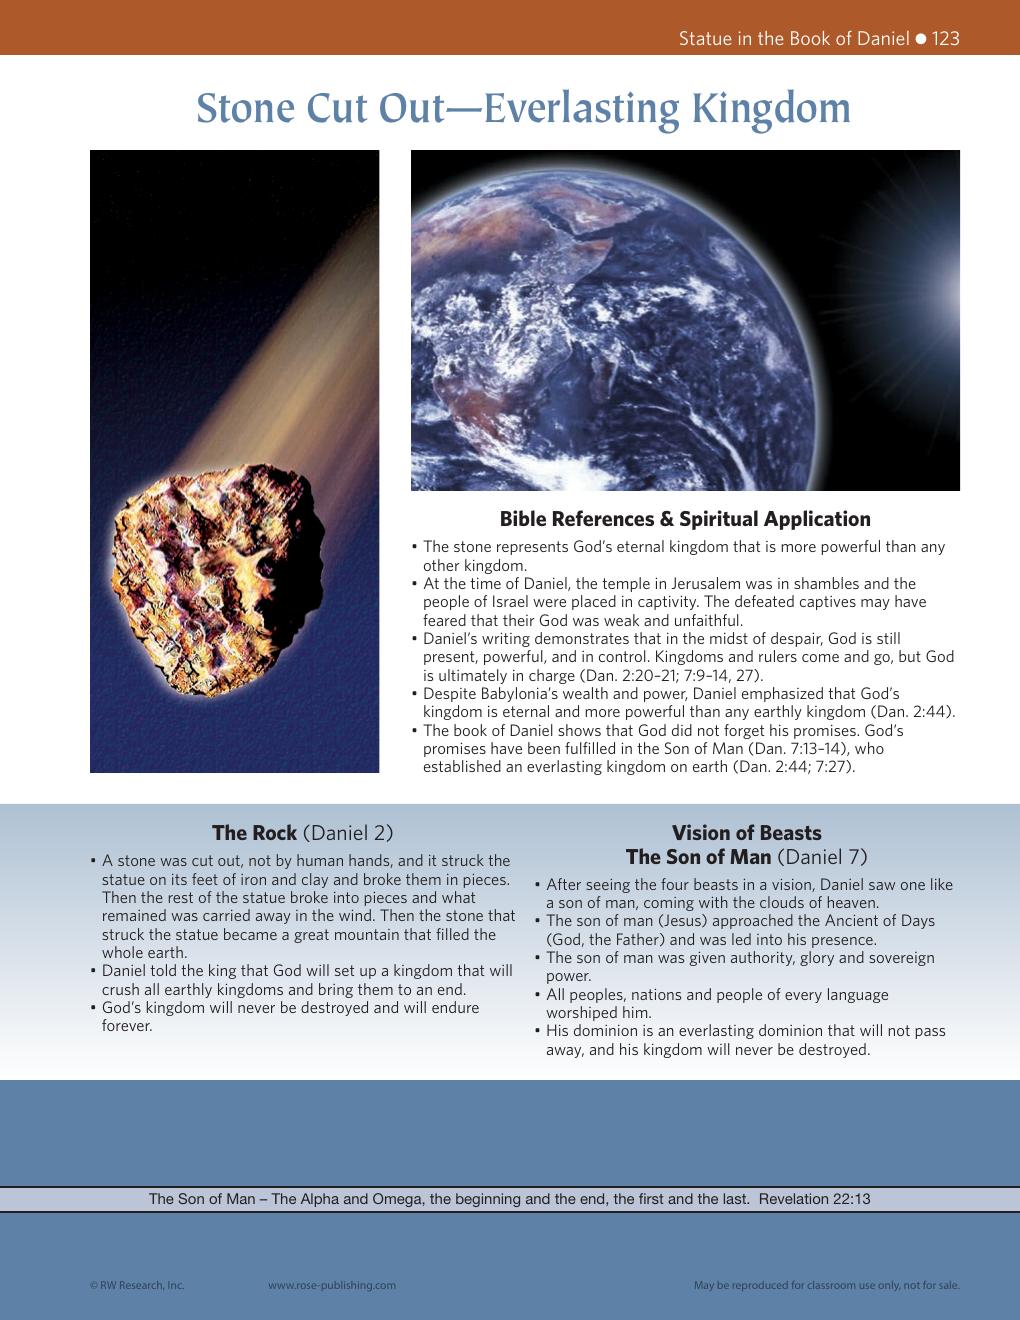 Statue in the Book of Daniel ● 123
Stone Cut Out—Everlasting Kingdom
Bible References & Spiritual Application
• The stone represents God’s eternal kingdom that is more powerful than any
other kingdom.
• At the time of Daniel, the temple in Jerusalem was in shambles and the
people of Israel were placed in captivity. The defeated captives may have
feared that their God was weak and unfaithful.
• Daniel’s writing demonstrates that in the midst of despair, God is still
present, powerful, and in control. Kingdoms and rulers come and go, but God
is ultimately in charge (Dan. 2:20–21; 7:9–14, 27).
• Despite Babylonia’s wealth and power, Daniel emphasized that God’s
kingdom is eternal and more powerful than any earthly kingdom (Dan. 2:44).
• The book of Daniel shows that God did not forget his promises. God’s
promises have been fulfilled in the Son of Man (Dan. 7:13–14), who
established an everlasting kingdom on earth (Dan. 2:44; 7:27).
The Rock (Daniel 2)
• A stone was cut out, not by human hands, and it struck the
statue on its feet of iron and clay and broke them in pieces.
Then the rest of the statue broke into pieces and what
remained was carried away in the wind. Then the stone that
struck the statue became a great mountain that filled the
whole earth.
• Daniel told the king that God will set up a kingdom that will
crush all earthly kingdoms and bring them to an end.
• God’s kingdom will never be destroyed and will endure
forever.
Vision of Beasts
The Son of Man (Daniel 7)
• After seeing the four beasts in a vision, Daniel saw one like
a son of man, coming with the clouds of heaven.
• The son of man (Jesus) approached the Ancient of Days
(God, the Father) and was led into his presence.
• The son of man was given authority, glory and sovereign
power.
• All peoples, nations and people of every language
worshiped him.
• His dominion is an everlasting dominion that will not pass
away, and his kingdom will never be destroyed.
The Son of Man – The Alpha and Omega, the beginning and the end, the first and the last.  Revelation 22:13
© RW Research, Inc. www.rose-publishing.com May be reproduced for classroom use only, not for sale.